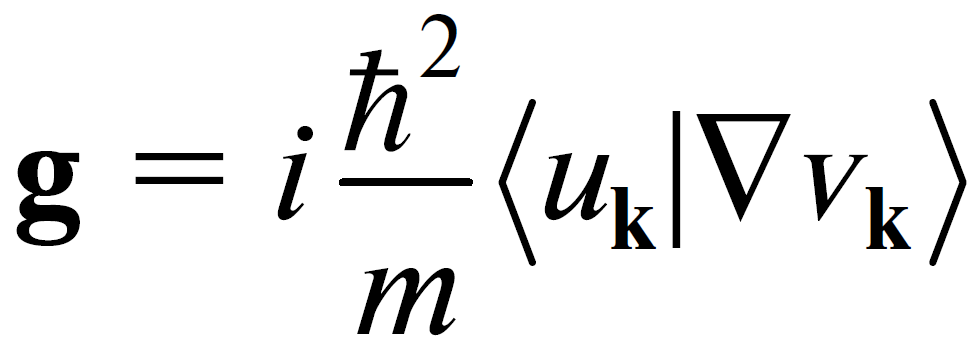 𝐠 = i ℏ²/m ⟨u_𝐤|∇v_𝐤⟩